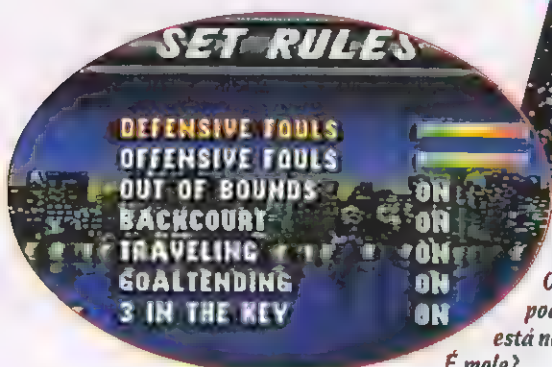 SET RULES
DEFENSIVE FOULS
OFFENSIVE FOULS
OUT OF BOUNDS ON
BACKCOURT ON
TRAVELING ON
GOALTENDING ON
3 IN THE KEY ON
está
É mole?